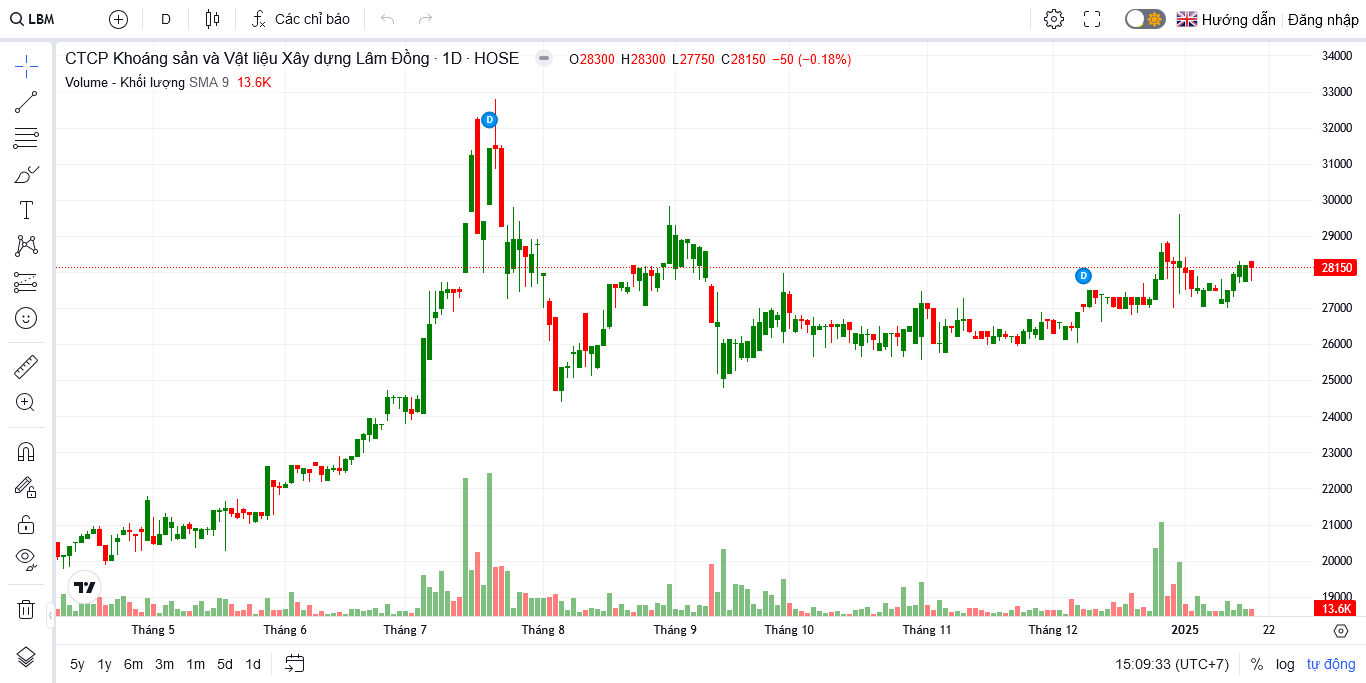 LBM D Các chỉ báo Hướng dẫn Đăng nhập
CTCP Khoáng sản và Vật liệu Xây dựng Lâm Đồng · 1D · HOSE O28300 H28300 L27750 C28150 −50 (−0.18%)
Volume - Khối lượng SMA 9 13.6K
34000
33000
32000
31000
30000
29000
28150
27000
26000
25000
24000
23000
22000
21000
20000
19000
13.6K
D
D
Tháng 5 Tháng 6 Tháng 7 Tháng 8 Tháng 9 Tháng 10 Tháng 11 Tháng 12 2025 22
5y 1y 6m 3m 1m 5d 1d 15:09:33 (UTC+7) % log tự động